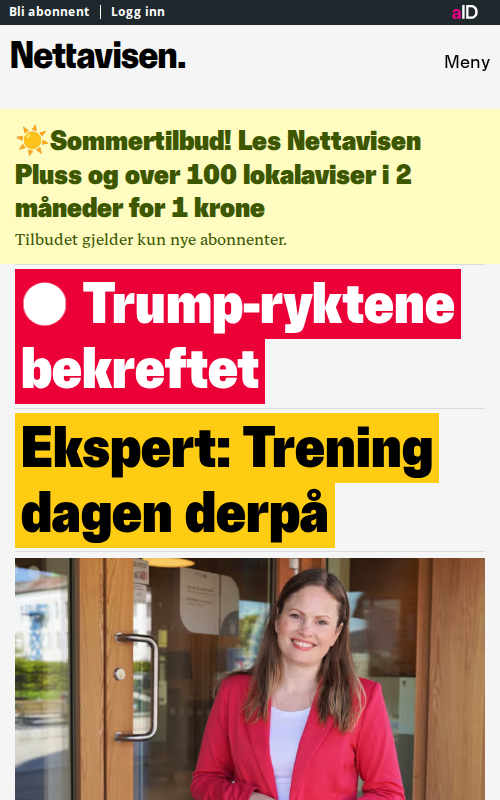 Bli abonnent | Logg inn
aID
Nettavisen.
Meny
☀️Sommertilbud! Les Nettavisen
Pluss og over 100 lokalaviser i 2
måneder for 1 krone
Tilbudet gjelder kun nye abonnenter.
Trump-ryktene
bekreftet
Ekspert: Trening
dagen derpå